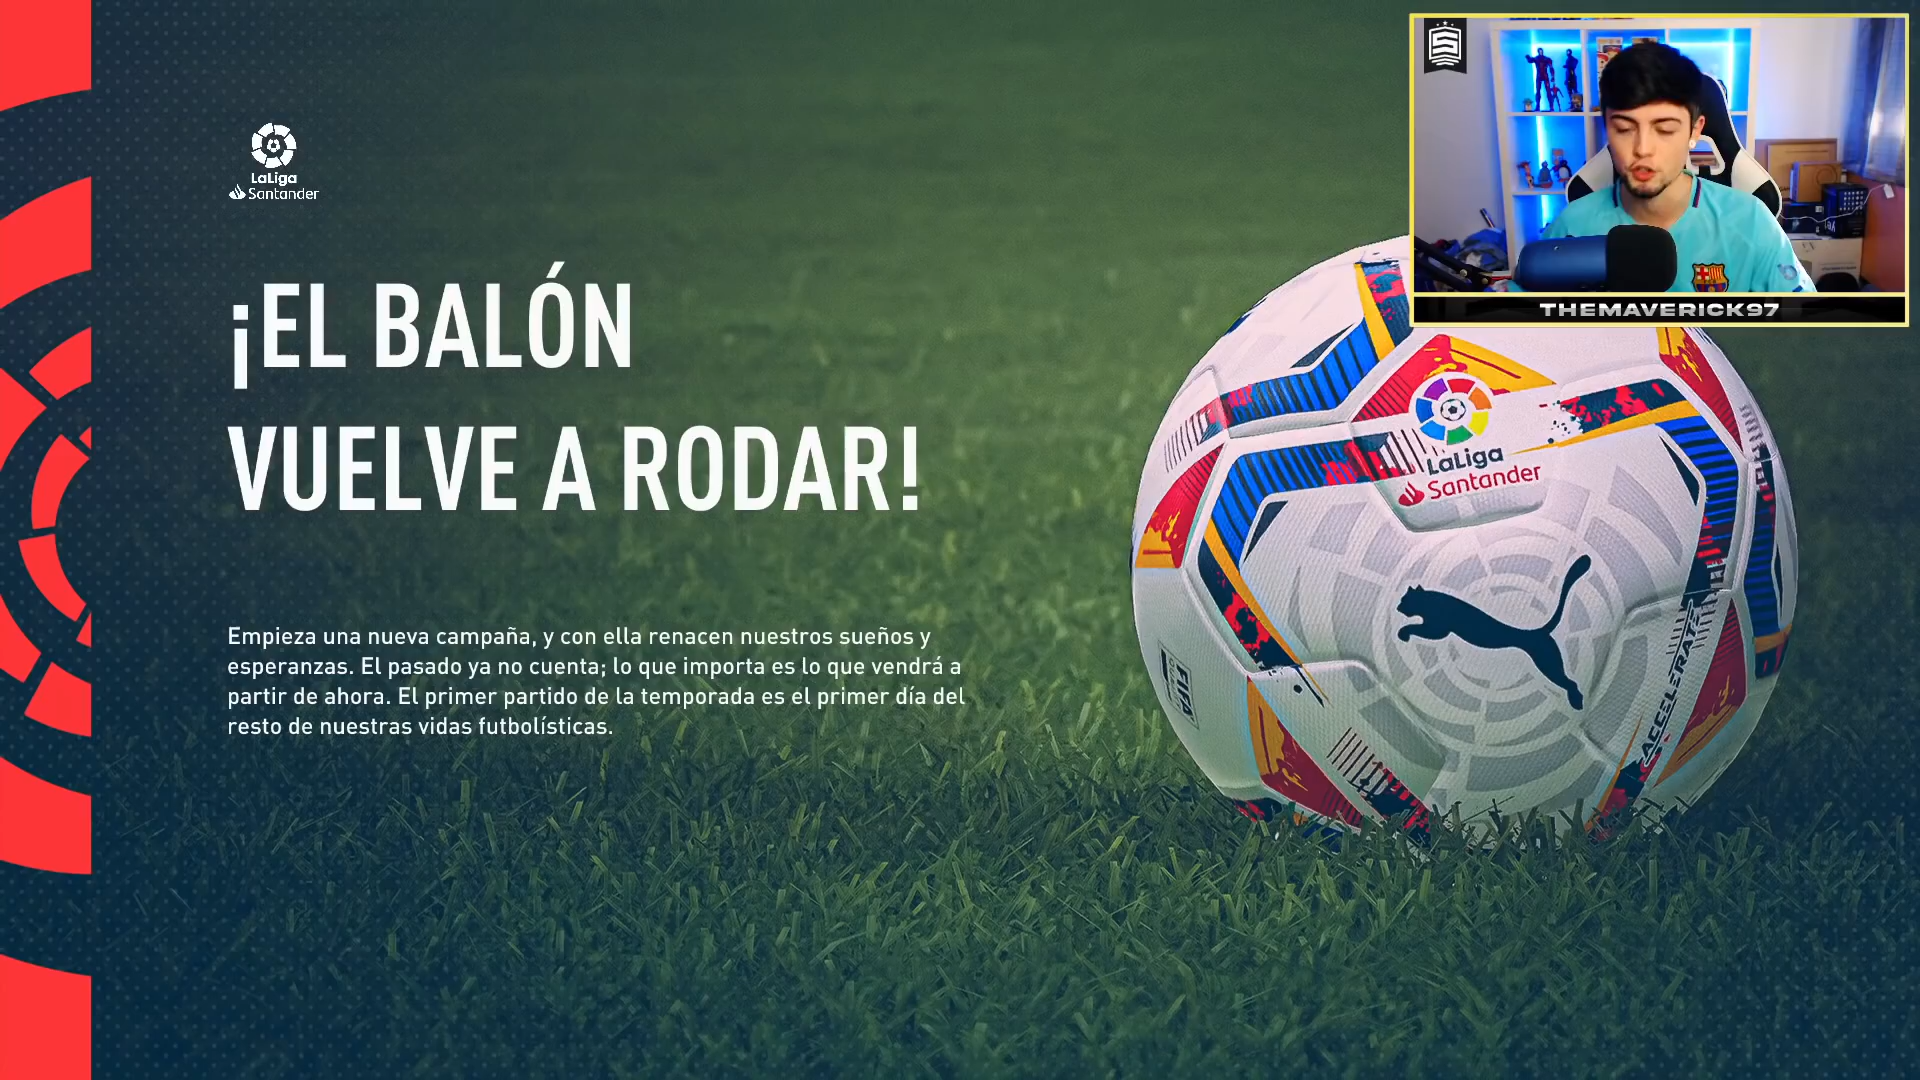 LaLiga
Santander
¡EL BALÓN
VUELVE A RODAR!
Empieza una nueva campaña, y con ella renacen nuestros sueños y
esperanzas. El pasado ya no cuenta; lo que importa es lo que vendrá a
partir de ahora. El primer partido de la temporada es el primer día del
resto de nuestras vidas futbolísticas.
THEMAVERICK97
LaLiga
Santander
FIFA
ACCELERATE